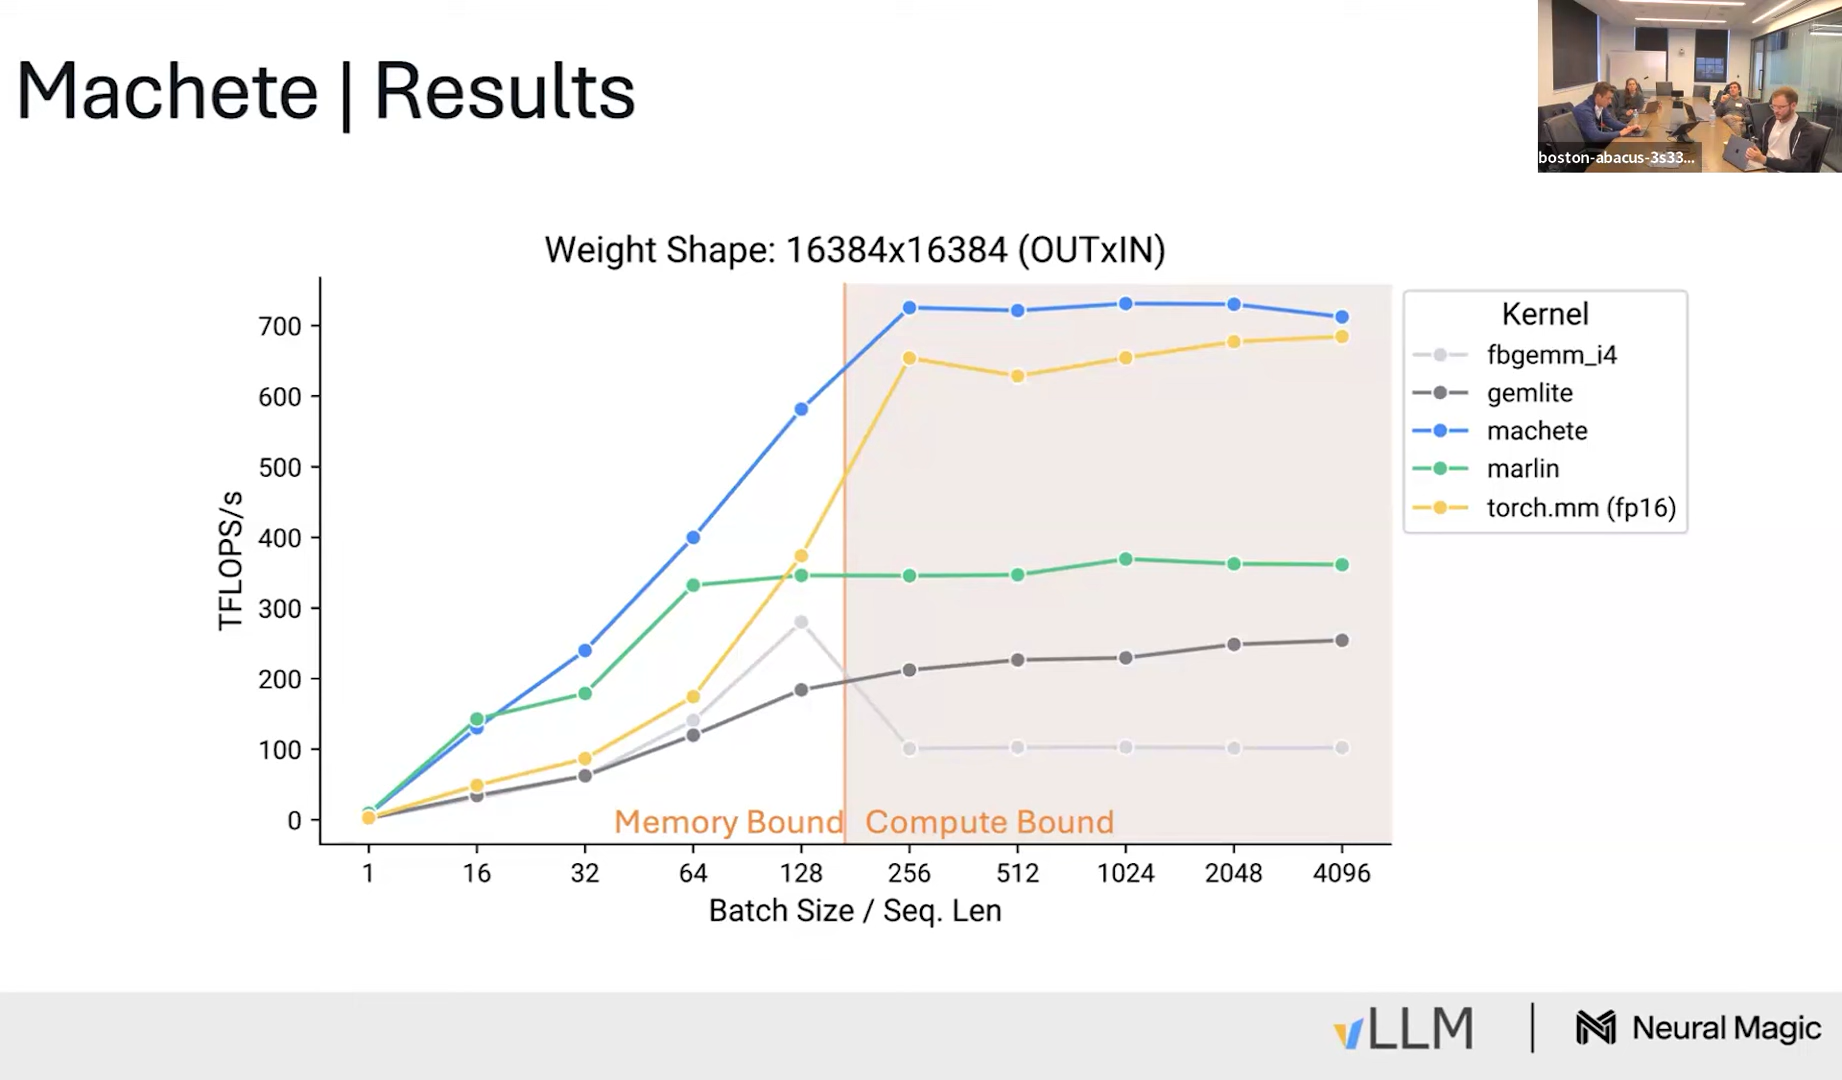 Machete | Results
boston-abacus-3s33...
Weight Shape: 16384x16384 (OUTxIN)
TFLOPS/s
700
600
500
400
300
200
100
0
Memory Bound
Compute Bound
1 16 32 64 128 256 512 1024 2048 4096
Batch Size / Seq. Len
Kernel
fbgemm_i4
gemlite
machete
marlin
torch.mm (fp16)
vLLM | Neural Magic